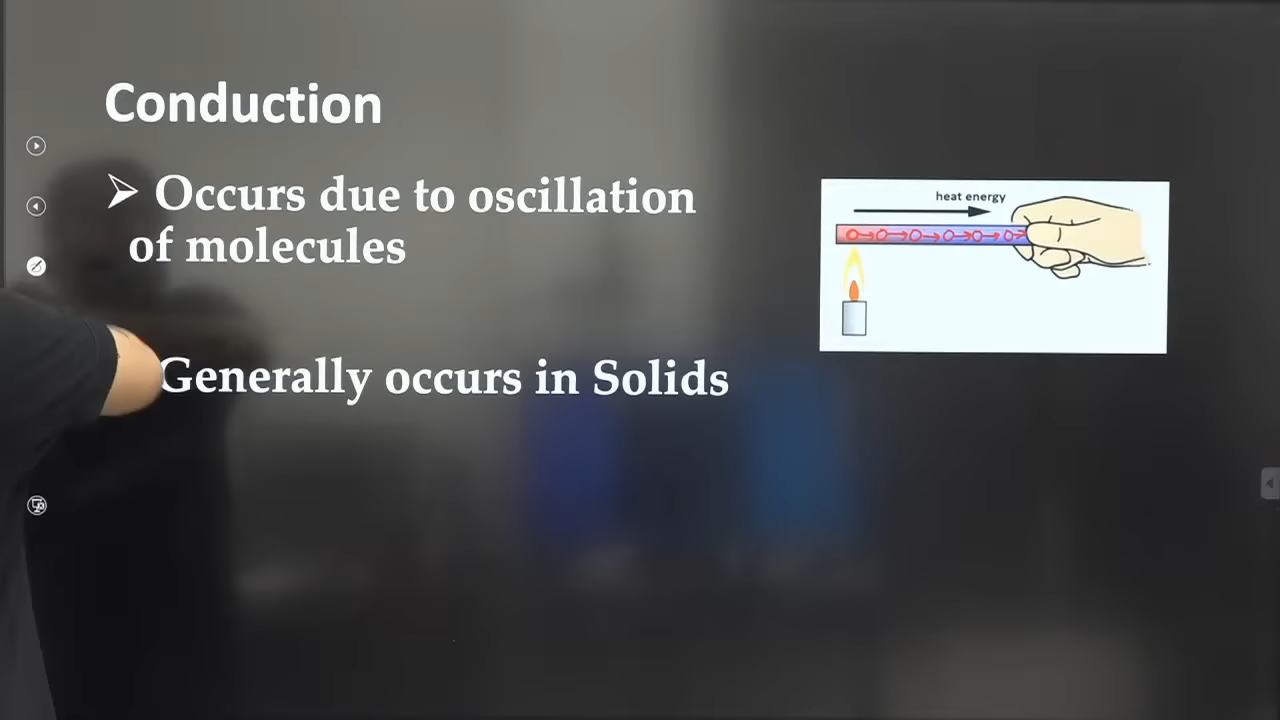 Conduction
➢ Occurs due to oscillation
of molecules
heat energy
Generally occurs in Solids